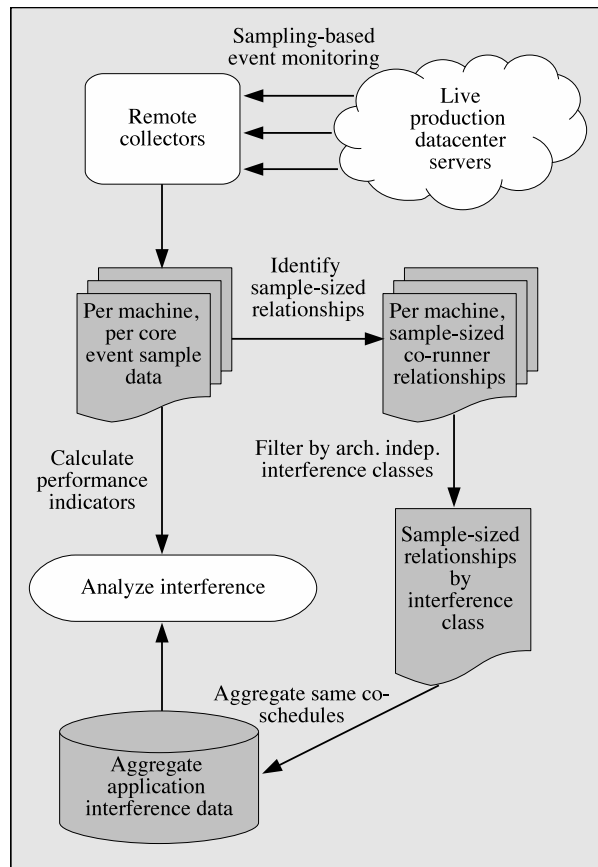 Sampling-based
event monitoring
Remote
collectors
Live
production
datacenter
servers
Identify
sample-sized
relationships
Per machine,
per core
event sample
data
Per machine,
sample-sized
co-runner
relationships
Calculate
performance
indicators
Filter by arch. indep.
interference classes
Sample-sized
relationships
by
interference
class
Analyze interference
Aggregate same co-
schedules
Aggregate
application
interference data